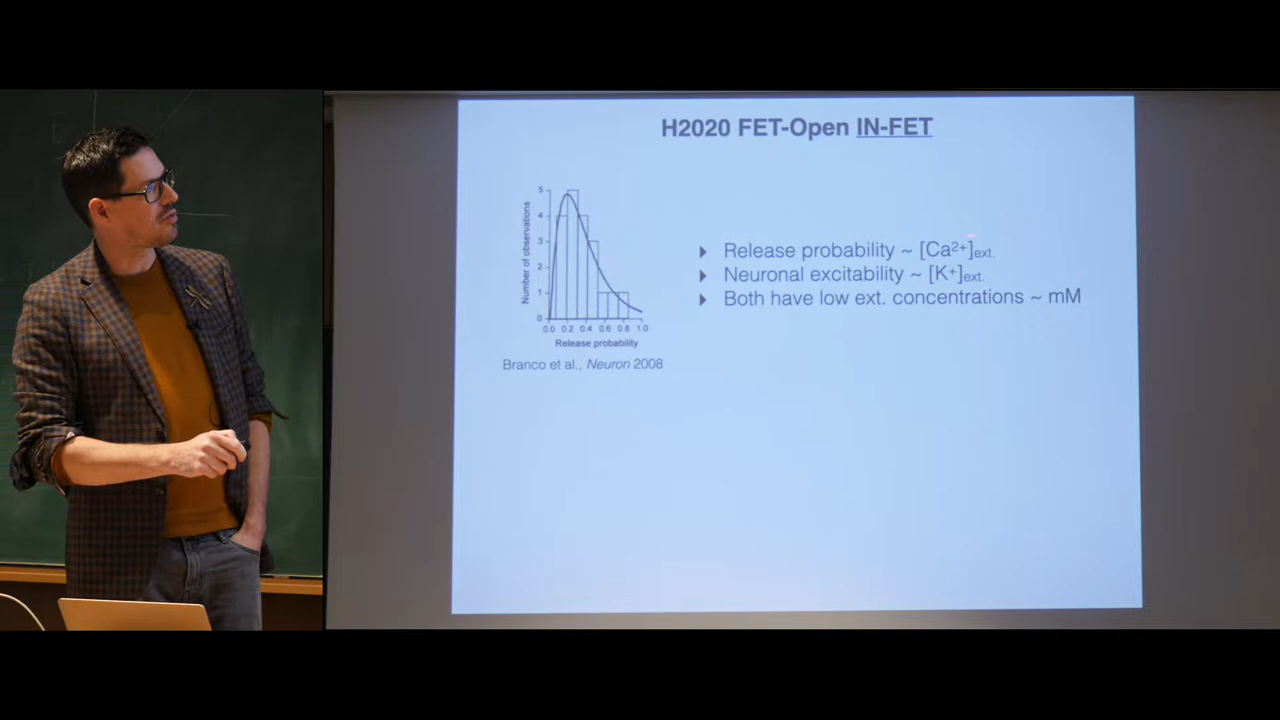 H2020 FET-Open IN-FET
Number of observations
5
4
3
2
1
0
0.0 0.2 0.4 0.6 0.8 1.0
Release probability
Branco et al., Neuron 2008
Release probability ~ [Ca²⁺]ext.
Neuronal excitability ~ [K⁺]ext.
Both have low ext. concentrations ~ mM